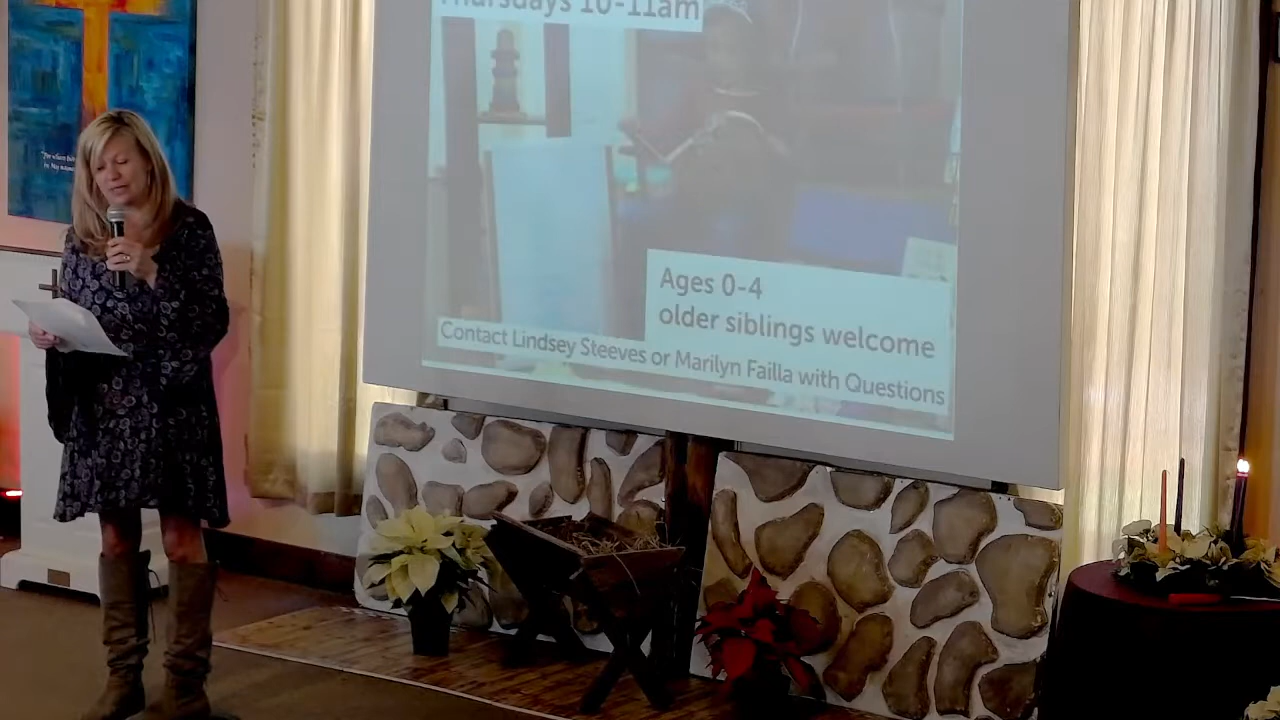 Thursdays 10-11am
Ages 0-4
older siblings welcome
Contact Lindsey Steeves or Marilyn Failla with Questions